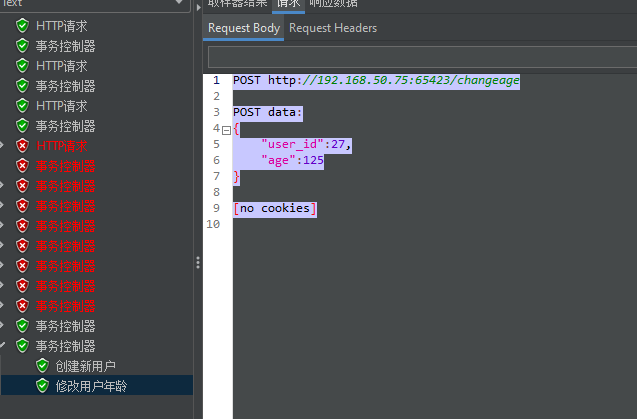 Text
取样器结果 请求 响应数据
HTTP请求
事务控制器
HTTP请求
事务控制器
HTTP请求
事务控制器
HTTP请求
事务控制器
事务控制器
事务控制器
事务控制器
事务控制器
事务控制器
事务控制器
事务控制器
事务控制器
事务控制器
创建新用户
修改用户年龄
Request Body Request Headers
1 POST http://192.168.50.75:65423/changeage
2
3 POST data:
4 {
5 "user_id":27,
6 "age":125
7 }
8
9 [no cookies]
10